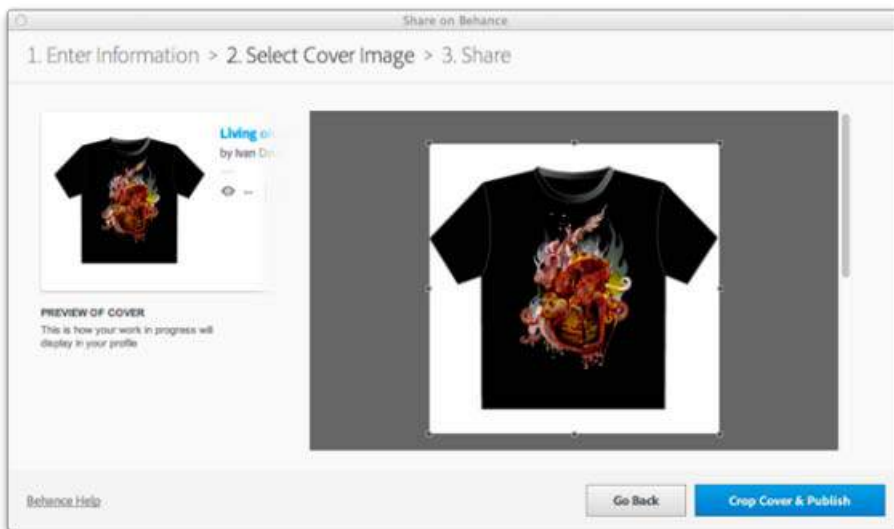 Share on Behance
1. Enter Information > 2. Select Cover Image > 3. Share
Living
by Ivan
--
PREVIEW OF COVER
This is how your work in progress will
display in your profile
Behance Help
Go Back
Crop Cover & Publish